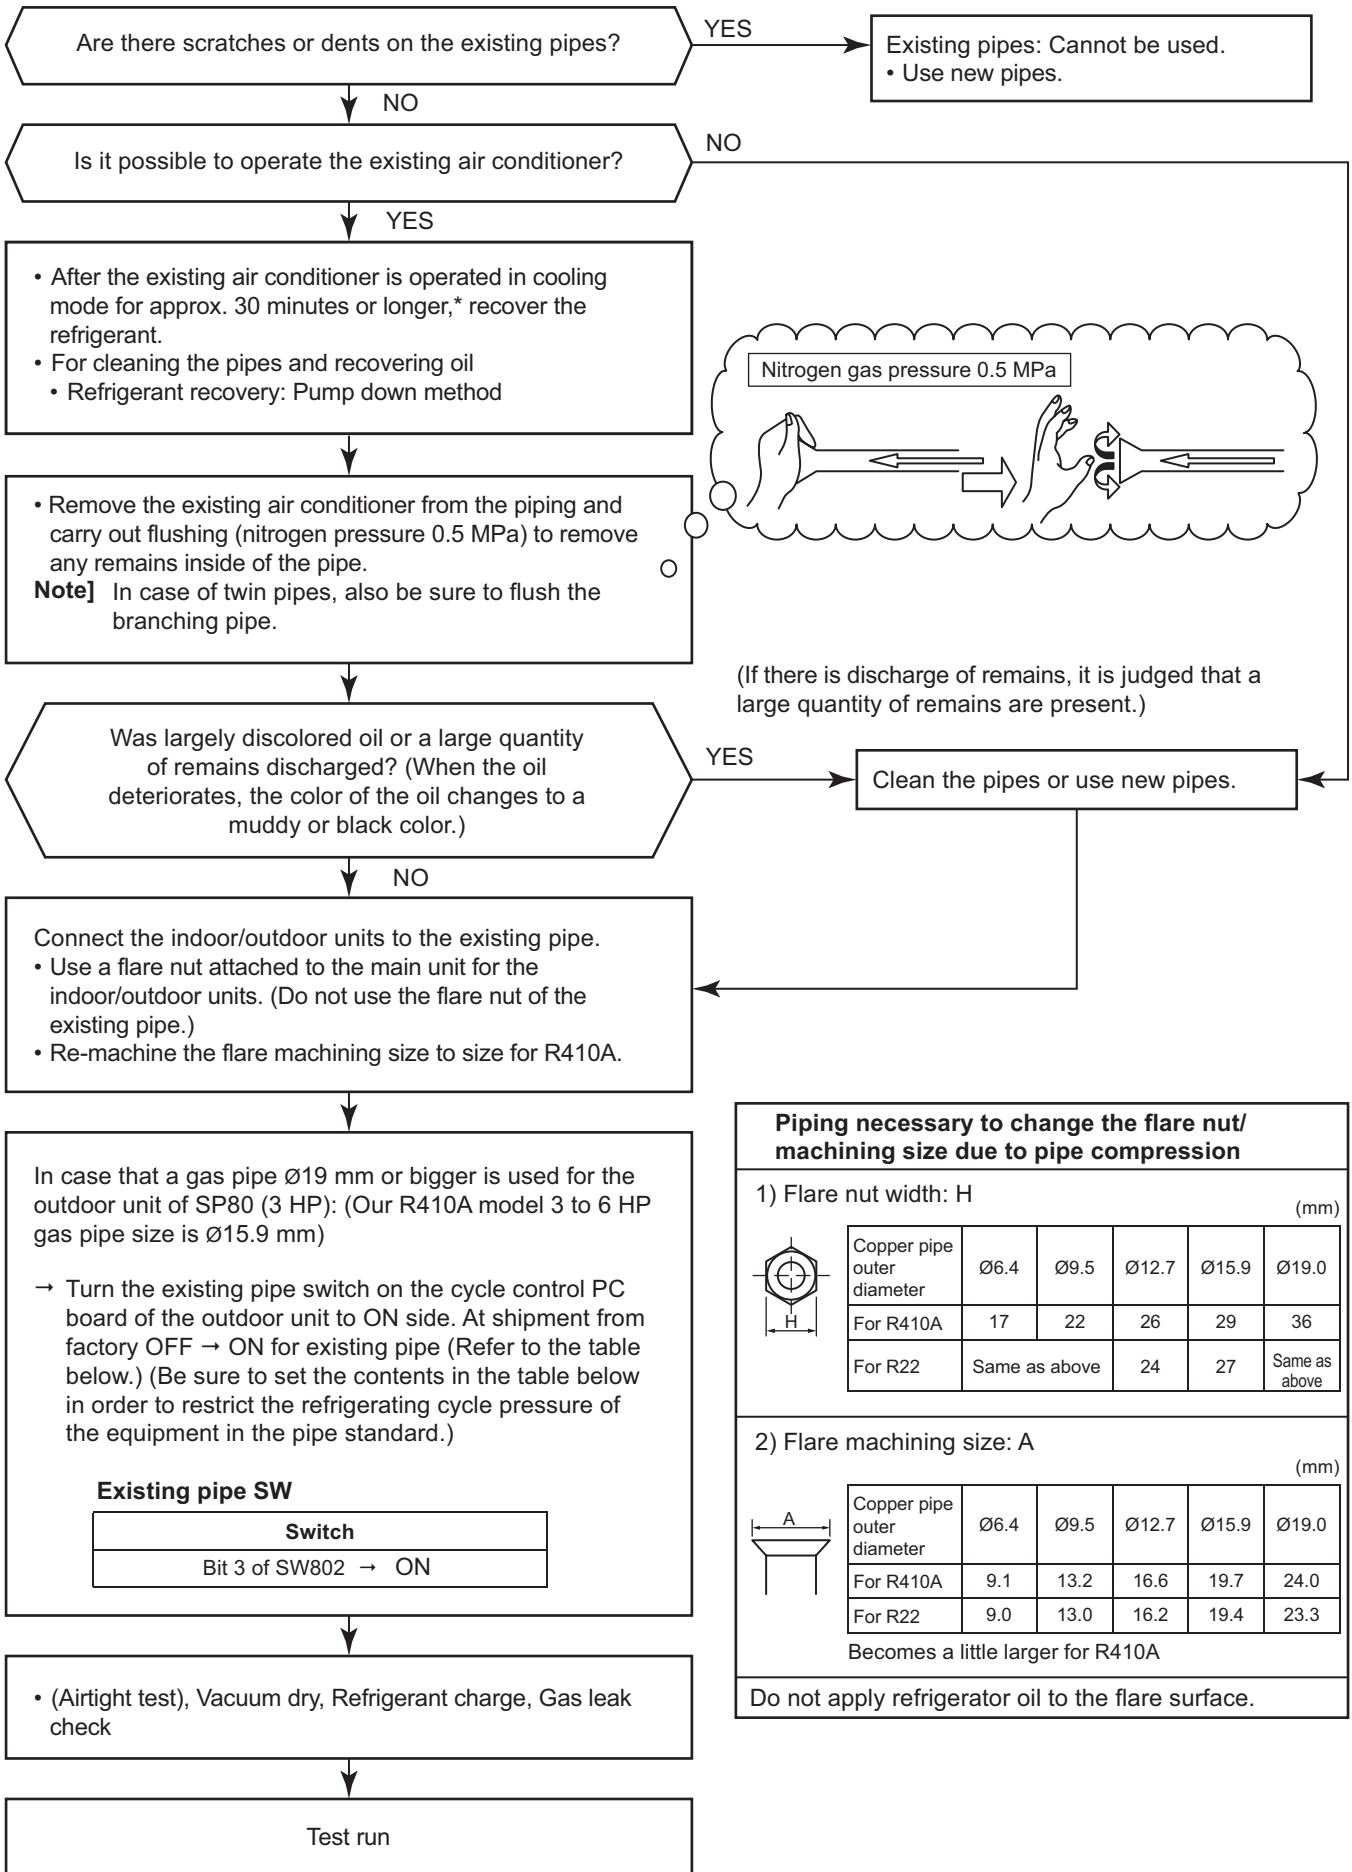 Are there scratches or dents on the existing pipes?
YES
Existing pipes: Cannot be used.
• Use new pipes.
NO
Is it possible to operate the existing air conditioner?
NO
YES
• After the existing air conditioner is operated in cooling
mode for approx. 30 minutes or longer,* recover the
refrigerant.
• For cleaning the pipes and recovering oil
• Refrigerant recovery: Pump down method
Nitrogen gas pressure 0.5 MPa
• Remove the existing air conditioner from the piping and
carry out flushing (nitrogen pressure 0.5 MPa) to remove
any remains inside of the pipe.
Note] In case of twin pipes, also be sure to flush the
branching pipe.
(If there is discharge of remains, it is judged that a
large quantity of remains are present.)
Was largely discolored oil or a large quantity
of remains discharged? (When the oil
deteriorates, the color of the oil changes to a
muddy or black color.)
YES
Clean the pipes or use new pipes.
NO
Connect the indoor/outdoor units to the existing pipe.
• Use a flare nut attached to the main unit for the
indoor/outdoor units. (Do not use the flare nut of the
existing pipe.)
• Re-machine the flare machining size to size for R410A.
In case that a gas pipe Ø19 mm or bigger is used for the
outdoor unit of SP80 (3 HP): (Our R410A model 3 to 6 HP
gas pipe size is Ø15.9 mm)
→ Turn the existing pipe switch on the cycle control PC
board of the outdoor unit to ON side. At shipment from
factory OFF → ON for existing pipe (Refer to the table
below.) (Be sure to set the contents in the table below
in order to restrict the refrigerating cycle pressure of
the equipment in the pipe standard.)
Existing pipe SW
Switch
Bit 3 of SW802 → ON
• (Airtight test), Vacuum dry, Refrigerant charge, Gas leak
check
Test run
Piping necessary to change the flare nut/
machining size due to pipe compression
1) Flare nut width: H
(mm)
H
Copper pipe
outer
diameter
Ø6.4 Ø9.5 Ø12.7 Ø15.9 Ø19.0
For R410A 17 22 26 29 36
For R22 Same as above 24 27 Same as
above
2) Flare machining size: A
(mm)
A
Copper pipe
outer
diameter
Ø6.4 Ø9.5 Ø12.7 Ø15.9 Ø19.0
For R410A 9.1 13.2 16.6 19.7 24.0
For R22 9.0 13.0 16.2 19.4 23.3
Becomes a little larger for R410A
Do not apply refrigerator oil to the flare surface.